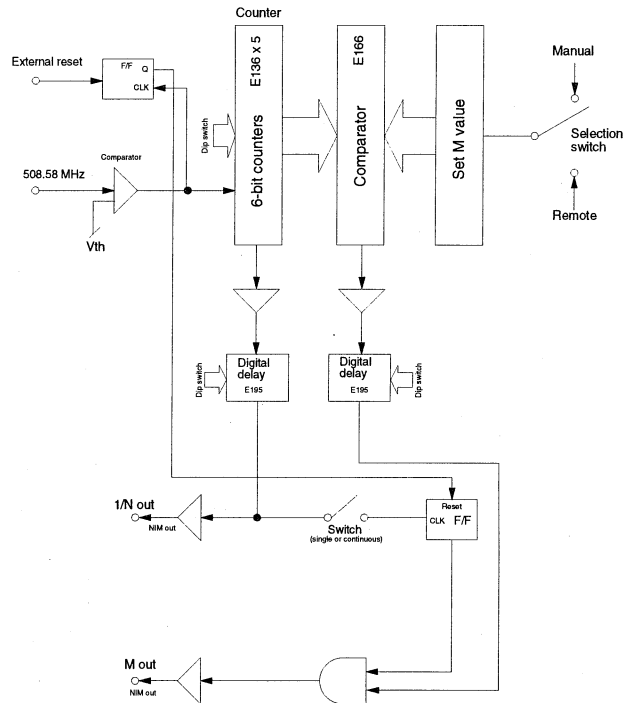 Counter
External reset
F/F
Q
CLK
E136 x 5
6-bit counters
Dip switch
E166
Comparator
Set M value
Manual
Selection
switch
Remote
Comparator
508.58 MHz
Vth
Digital
delay
E195
Dip switch
Digital
delay
E195
Dip switch
1/N out
NIM out
Switch
(single or continuous)
Reset
CLK
F/F
M out
NIM out